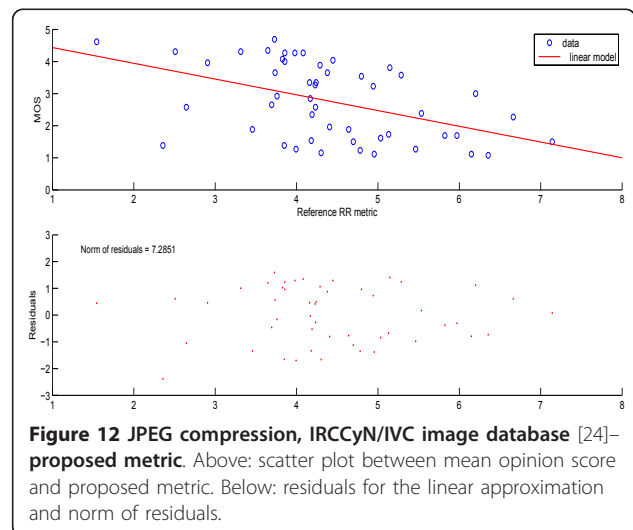 5
4
3
2
1
0
MOS
data
linear model
1 2 3 4 5 6 7 8
Reference RR metric
3
2
1
0
−1
−2
−3
Residuals
Norm of residuals = 7.2851
1 2 3 4 5 6 7 8
Figure 12 JPEG compression, IRCCyN/IVC image database [24]–
proposed metric. Above: scatter plot between mean opinion score
and proposed metric. Below: residuals for the linear approximation
and norm of residuals.